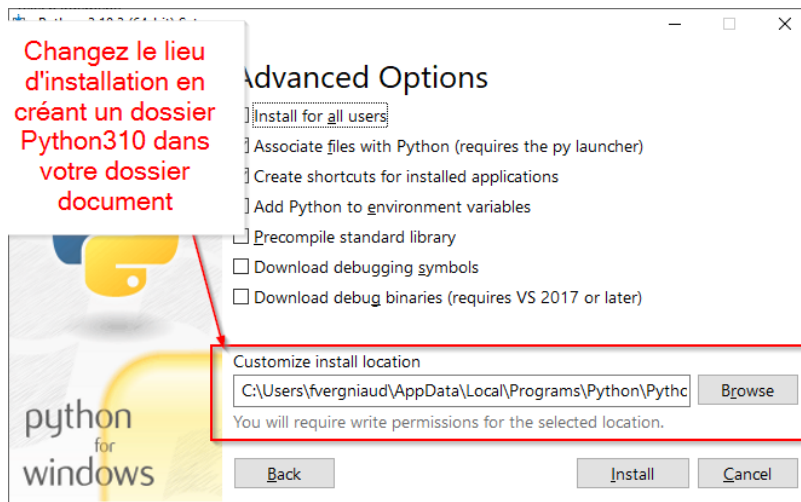 Changez le lieu
d'installation en
créant un dossier
Python310 dans
votre dossier
document
Advanced Options
Install for all users
Associate files with Python (requires the py launcher)
Create shortcuts for installed applications
Add Python to environment variables
Precompile standard library
Download debugging symbols
Download debug binaries (requires VS 2017 or later)
Customize install location
C:\Users\fvergniaud\AppData\Local\Programs\Python\Pythc
Browse
You will require write permissions for the selected location.
python
for
windows
Back
Install
Cancel